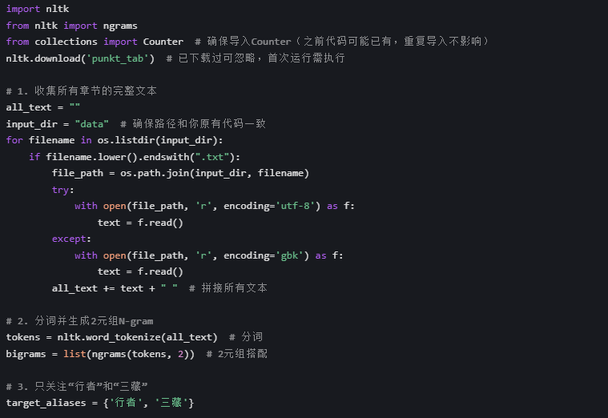 import nltk
from nltk import ngrams
from collections import Counter  # 确保导入Counter（之前代码可能已有，重复导入不影响）
nltk.download('punkt_tab')  # 已下载过可忽略，首次运行需执行

# 1. 收集所有章节的完整文本
all_text = ""
input_dir = "data"  # 确保路径和你原有代码一致
for filename in os.listdir(input_dir):
    if filename.lower().endswith(".txt"):
        file_path = os.path.join(input_dir, filename)
        try:
            with open(file_path, 'r', encoding='utf-8') as f:
                text = f.read()
        except:
            with open(file_path, 'r', encoding='gbk') as f:
                text = f.read()
        all_text += text + " "  # 拼接所有文本

# 2. 分词并生成2元组N-gram
tokens = nltk.word_tokenize(all_text)  # 分词
bigrams = list(ngrams(tokens, 2))  # 2元组搭配

# 3. 只关注“行者”和“三藏”
target_aliases = {'行者', '三藏'}